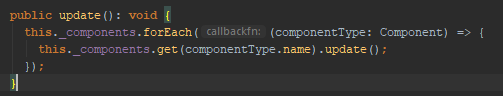 public update(): void {
this._components.forEach( callbackfn: (componentType: Component) => {
this._components.get(componentType.name).update();
});
}